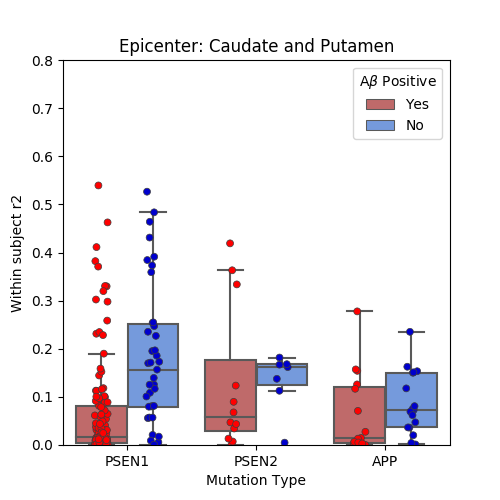 Epicenter: Caudate and Putamen
Aβ Positive
Yes
No
Within subject r2
0.8
0.7
0.6
0.5
0.4
0.3
0.2
0.1
0.0
PSEN1 PSEN2 APP
Mutation Type